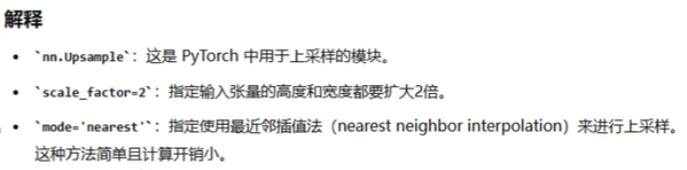 解释
• `nn.Upsample`：这是 PyTorch 中用于上采样的模块。
• `scale_factor=2`：指定输入张量的高度和宽度都要扩大2倍。
• `mode='nearest'`：指定使用最近邻插值法（nearest neighbor interpolation）来进行上采样。
这种方法简单且计算开销小。